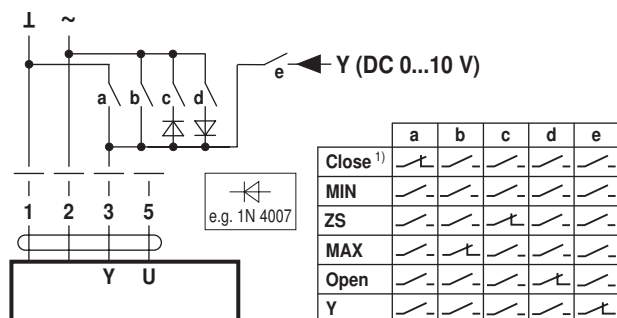 ⊥ ~
a b c d e
Y (DC 0...10 V)
e.g. 1N 4007
1 2 3 5
Y U
a b c d e
Close 1)
MIN
ZS
MAX
Open
Y